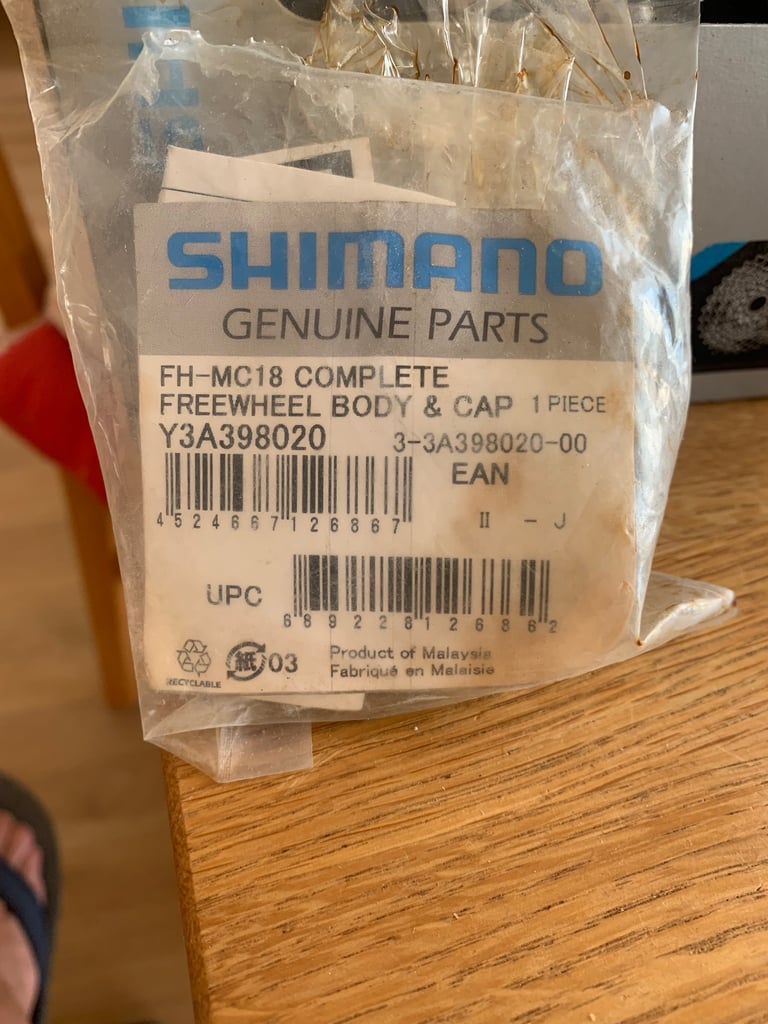 SHIMANO
GENUINE PARTS
FH-MC18 COMPLETE
FREEWHEEL BODY & CAP 1 PIECE
Y3A398020 3-3A398020-00
EAN
4524667126867
II - J
UPC
689228126862
紙 03
RECYCLABLE
Product of Malaysia
Fabriqué en Malaisie